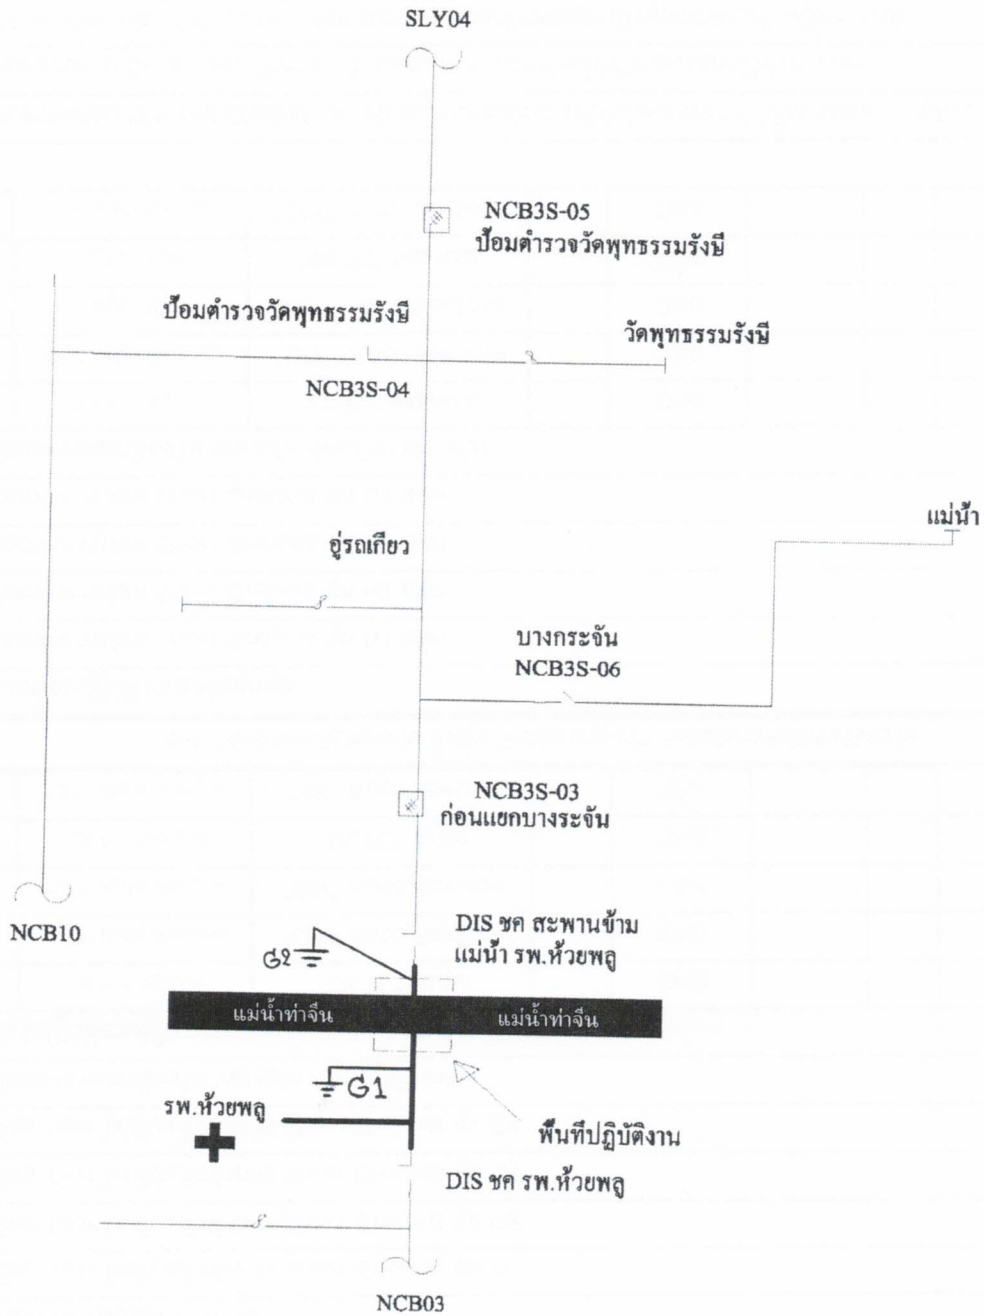 SLY04
NCB3S-05
ป้อมตำรวจวัดพุทธรรมรังษี
ป้อมตำรวจวัดพุทธรรมรังษี
วัดพุทธรรมรังษี
NCB3S-04
แม่น้ำ
อู่รถเกียว
บางกระจัน
NCB3S-06
NCB3S-03
ก่อนแยกบางระจัน
NCB10
DIS ชค สะพานข้าม
แม่น้ำ รพ.ห้วยพลู
G2
แม่น้ำท่าจีน
แม่น้ำท่าจีน
G1
รพ.ห้วยพลู
พื้นที่ปฏิบัติงาน
DIS ชค รพ.ห้วยพลู
NCB03